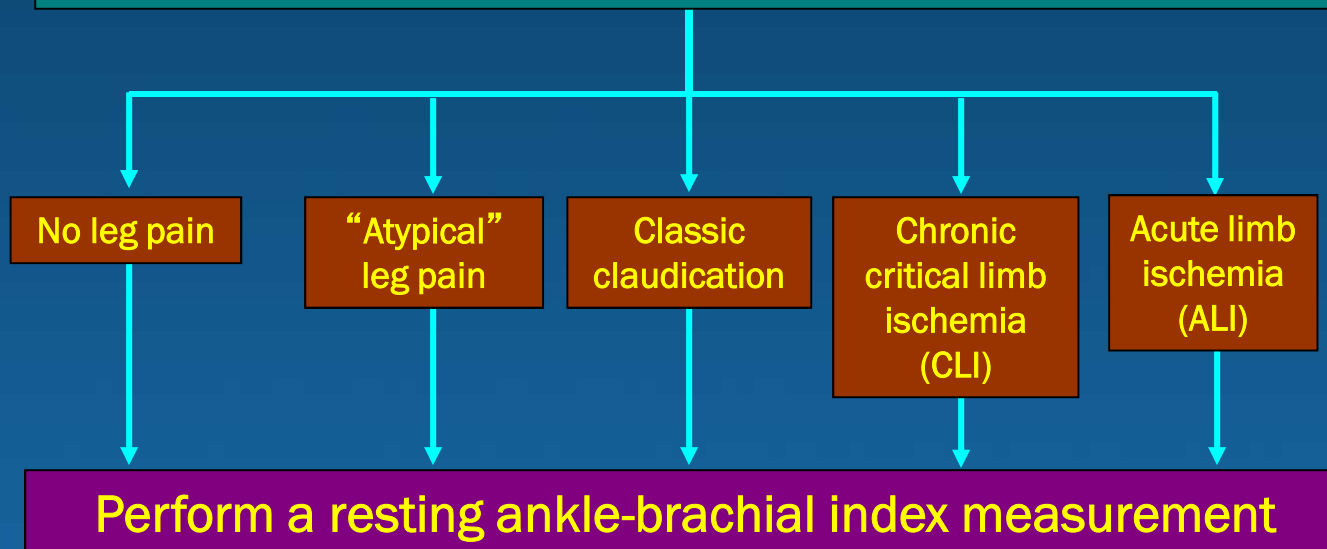 No leg pain
“Atypical”
leg pain
Classic
claudication
Chronic
critical limb
ischemia
(CLI)
Acute limb
ischemia
(ALI)
Perform a resting ankle-brachial index measurement